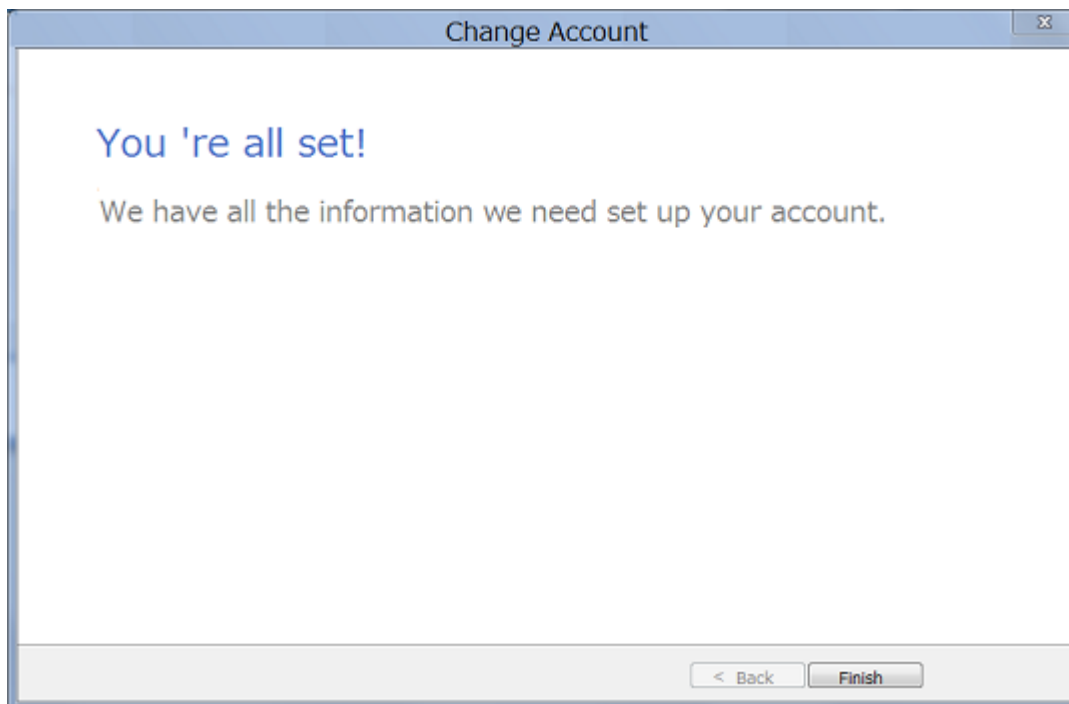 Change Account
You 're all set!
We have all the information we need set up your account.
< Back Finish